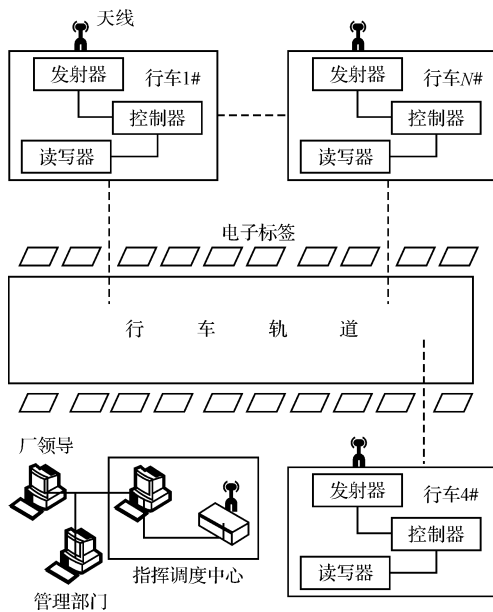 天线
发射器
行车1#
控制器
读写器
发射器
行车N#
控制器
读写器
电子标签
行车轨道
厂领导
管理部门
指挥调度中心
发射器
行车4#
控制器
读写器